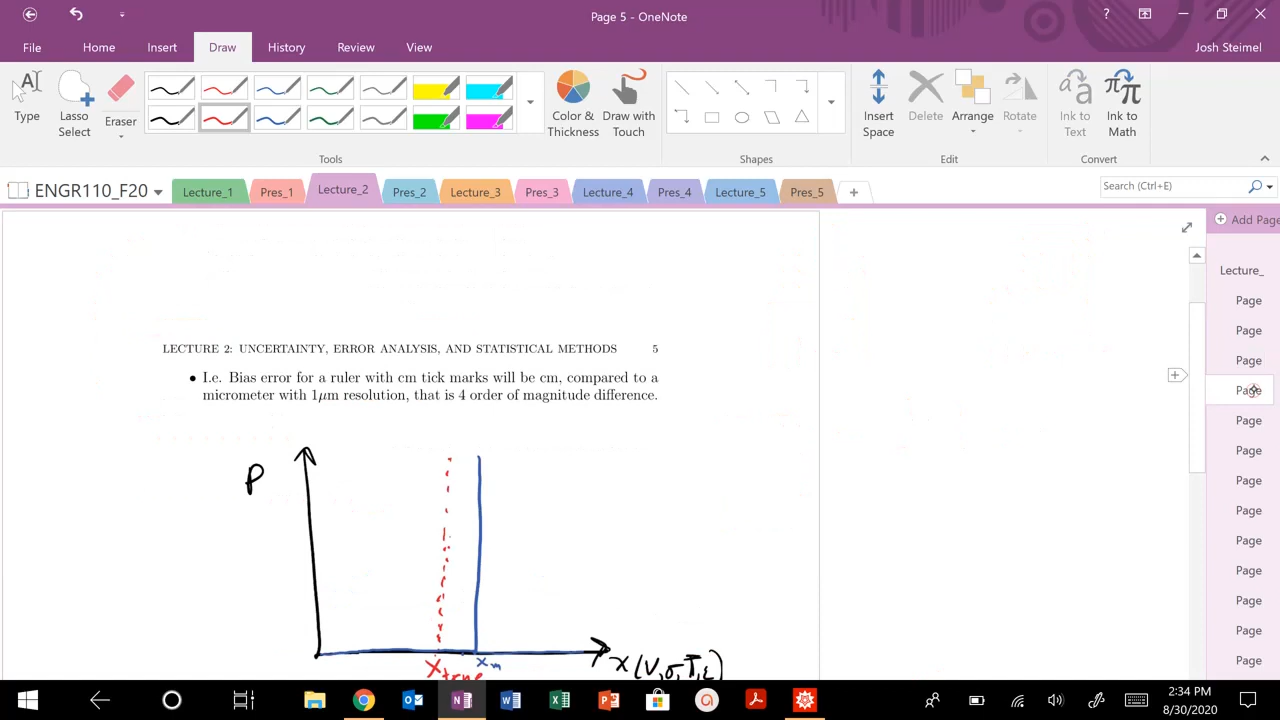 Page 5 - OneNote
?
File Home Insert Draw History Review View Josh Steimel
Type Lasso Select Eraser Color & Thickness Draw with Touch Insert Space Delete Arrange Rotate Ink to Text Ink to Math
Tools Shapes Edit Convert
ENGR110_F20 Lecture_1 Pres_1 Lecture_2 Pres_2 Lecture_3 Pres_3 Lecture_4 Pres_4 Lecture_5 Pres_5 Search (Ctrl+E)
Add Page
Lecture_
Page
Page
Page
Page
Page
Page
Page
Page
Page
Page
Page
Page
Page
LECTURE 2: UNCERTAINTY, ERROR ANALYSIS, AND STATISTICAL METHODS 5
• I.e. Bias error for a ruler with cm tick marks will be cm, compared to a
micrometer with 1μm resolution, that is 4 order of magnitude difference.
P
x (V, σ, T, ε)
x true x m
2:34 PM
8/30/2020